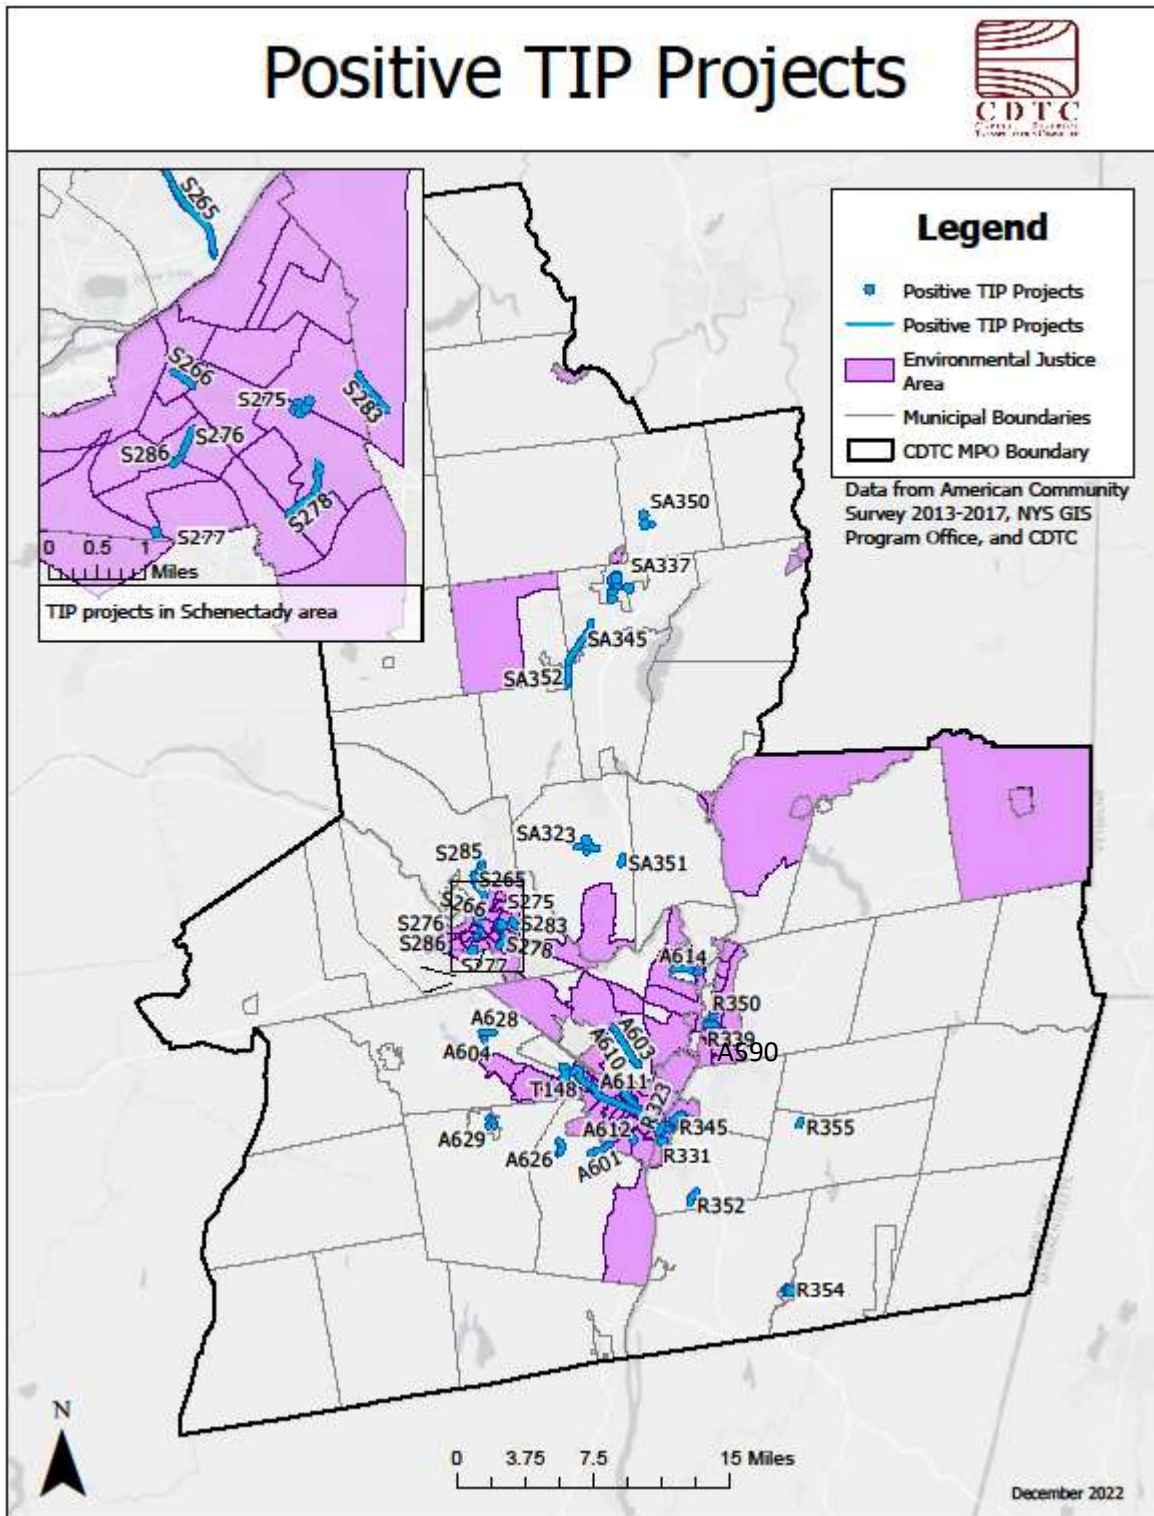 Positive TIP Projects
CDTC
Legend
Positive TIP Projects
Positive TIP Projects
Environmental Justice
Area
Municipal Boundaries
CDTC MPO Boundary
Data from American Community
Survey 2013-2017, NYS GIS
Program Office, and CDTC
S265
S266
S275
S283
S276
S286
S278
S277
0 0.5 1
Miles
TIP projects in Schenectady area
SA350
SA337
SA345
SA352
SA323
SA351
S285
S265
S266
S275
S276
S283
S286
S278
S277
A614
R350
R339
A590
A628
A604
A603
A610
T148
A611
R323
A612
R345
R355
A629
A626
A601
R331
R352
R354
N
0 3.75 7.5 15 Miles
December 2022